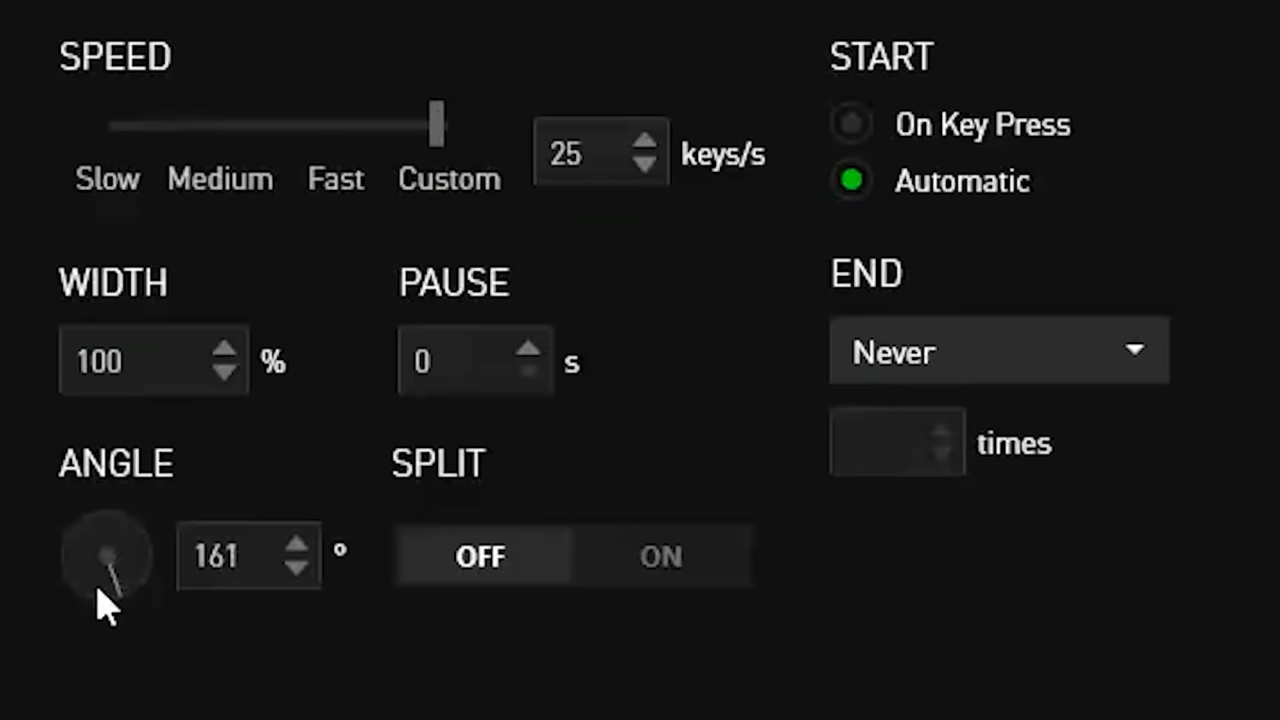 SPEED
Slow Medium Fast Custom
25 keys/s
START
On Key Press
Automatic
WIDTH
100 %
PAUSE
0 s
END
Never
times
ANGLE
161 °
SPLIT
OFF ON